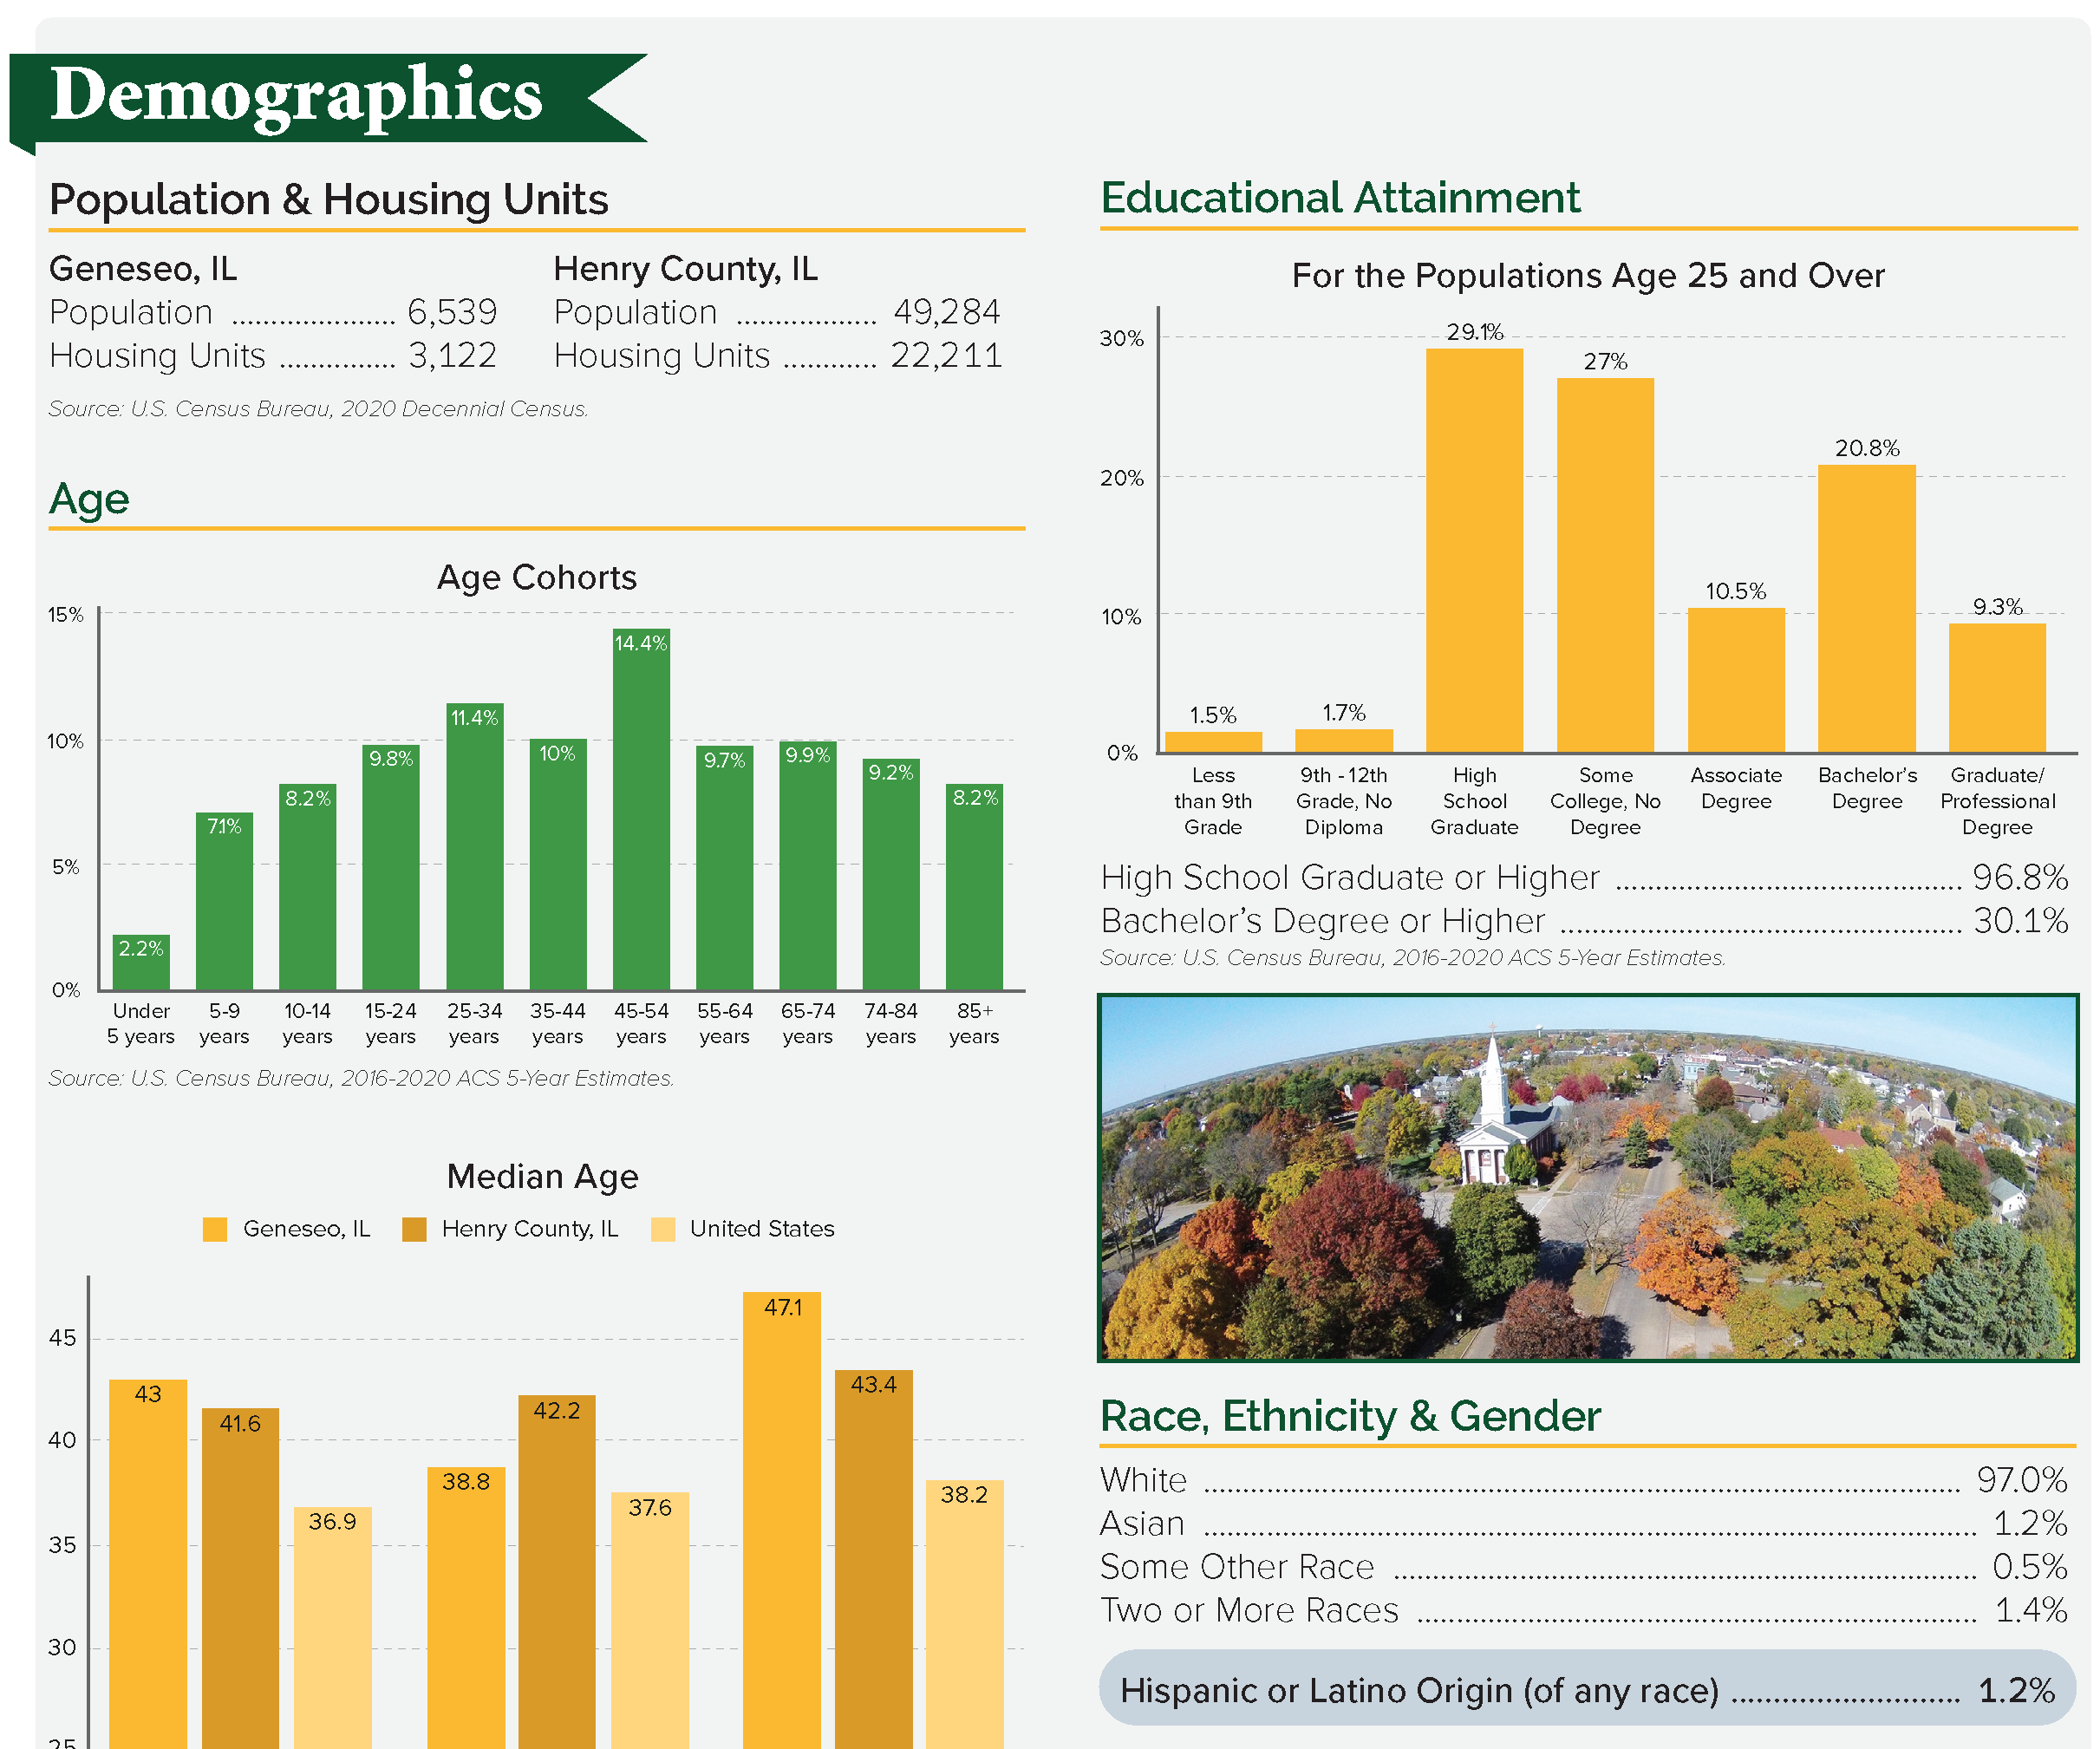 Demographics
Population & Housing Units
Geneseo, IL
Population ..................... 6,539
Housing Units ............... 3,122
Henry County, IL
Population .................. 49,284
Housing Units ............ 22,211
Source: U.S. Census Bureau, 2020 Decennial Census.
Age
Age Cohorts
15%
10%
5%
0%
2.2%
7.1%
8.2%
9.8%
11.4%
10%
14.4%
9.7%
9.9%
9.2%
8.2%
Under
5 years
5-9
years
10-14
years
15-24
years
25-34
years
35-44
years
45-54
years
55-64
years
65-74
years
74-84
years
85+
years
Source: U.S. Census Bureau, 2016-2020 ACS 5-Year Estimates.
Median Age
Geneseo, IL
Henry County, IL
United States
45
40
35
30
25
43
41.6
36.9
38.8
42.2
37.6
47.1
43.4
38.2
Educational Attainment
For the Populations Age 25 and Over
30%
20%
10%
0%
1.5%
1.7%
29.1%
27%
10.5%
20.8%
9.3%
Less
than 9th
Grade
9th - 12th
Grade, No
Diploma
High
School
Graduate
Some
College, No
Degree
Associate
Degree
Bachelor's
Degree
Graduate/
Professional
Degree
High School Graduate or Higher ............................................ 96.8%
Bachelor's Degree or Higher ................................................... 30.1%
Source: U.S. Census Bureau, 2016-2020 ACS 5-Year Estimates.
Race, Ethnicity & Gender
White ................................................................................................ 97.0%
Asian .................................................................................................. 1.2%
Some Other Race .......................................................................... 0.5%
Two or More Races ....................................................................... 1.4%
Hispanic or Latino Origin (of any race) ............................. 1.2%